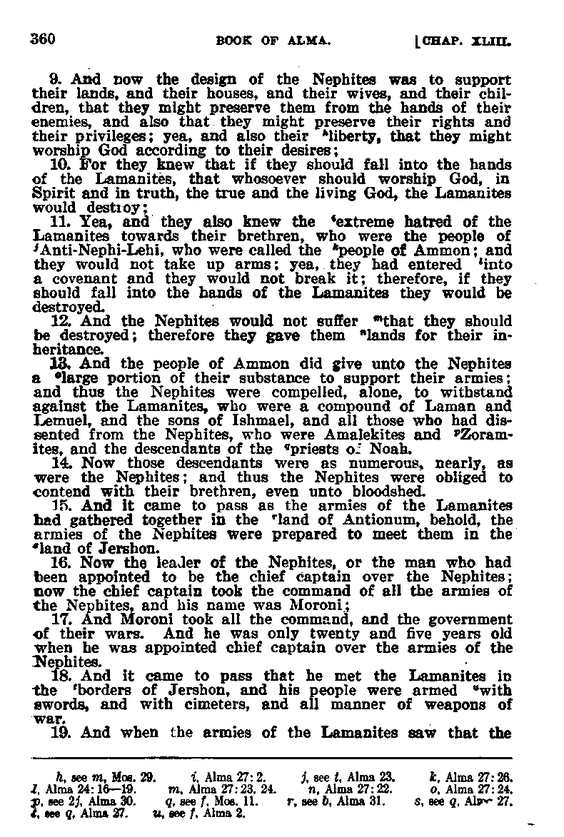 360 BOOK OF ALMA. [CHAP. XLIII.
9. And now the design of the Nephites was to support
their lands, and their houses, and their wives, and their chil-
dren, that they might preserve them from the hands of their
enemies, and also that they might preserve their rights and
their privileges; yea, and also their ʰliberty, that they might
worship God according to their desires;
10. For they knew that if they should fall into the hands
of the Lamanites, that whosoever should worship God, in
Spirit and in truth, the true and the living God, the Lamanites
would destroy;
11. Yea, and they also knew the ⁱextreme hatred of the
Lamanites towards their brethren, who were the people of
ʲAnti-Nephi-Lehi, who were called the ᵏpeople of Ammon; and
they would not take up arms; yea, they had entered ˡinto
a covenant and they would not break it; therefore, if they
should fall into the hands of the Lamanites they would be
destroyed.
12. And the Nephites would not suffer ᵐthat they should
be destroyed; therefore they gave them ⁿlands for their in-
heritance.
13. And the people of Ammon did give unto the Nephites
a ᵒlarge portion of their substance to support their armies;
and thus the Nephites were compelled, alone, to withstand
against the Lamanites, who were a compound of Laman and
Lemuel, and the sons of Ishmael, and all those who had dis-
sented from the Nephites, who were Amalekites and ᵖZoram-
ites, and the descendants of the ᑫpriests of Noah.
14. Now those descendants were as numerous, nearly, as
were the Nephites; and thus the Nephites were obliged to
contend with their brethren, even unto bloodshed.
15. And it came to pass as the armies of the Lamanites
had gathered together in the ʳland of Antionum, behold, the
armies of the Nephites were prepared to meet them in the
ˢland of Jershon.
16. Now the leader of the Nephites, or the man who had
been appointed to be the chief captain over the Nephites;
now the chief captain took the command of all the armies of
the Nephites, and his name was Moroni;
17. And Moroni took all the command, and the government
of their wars. And he was only twenty and five years old
when he was appointed chief captain over the armies of the
Nephites.
18. And it came to pass that he met the Lamanites in
the ᵗborders of Jershon, and his people were armed ᵘwith
swords, and with cimeters, and all manner of weapons of
war.
19. And when the armies of the Lamanites saw that the
h, see m, Mos. 29. i, Alma 27:2. j, see t, Alma 23. k, Alma 27:26.
l, Alma 24:16—19. m, Alma 27:23, 24. n, Alma 27:22. o, Alma 27:24.
p, see 2j, Alma 30. q, see f, Mos. 11. r, see b, Alma 31. s, see q, Alma 27.
t, see q, Alma 27. u, see f, Alma 2.